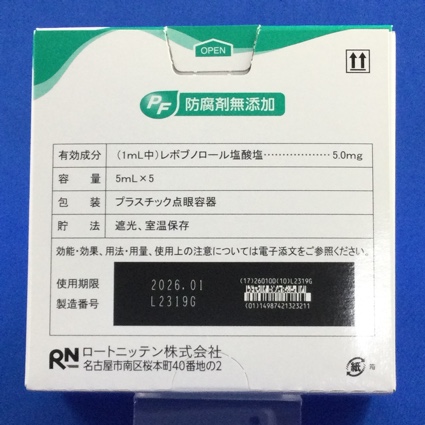 OPEN
PF 防腐剤無添加
有効成分 (1mL中)レボブノロール塩酸塩………………5.0mg
容量 5mL×5
包装 プラスチック点眼容器
貯法 遮光、室温保存
効能・効果、用法・用量、使用上の注意については電子添文をご参照ください。
使用期限 2026.01
製造番号 L2319G
(17)260100(10)L2319G
(01)14987421323211
RN ロートニッテン株式会社
名古屋市南区桜本町40番地の2
紙